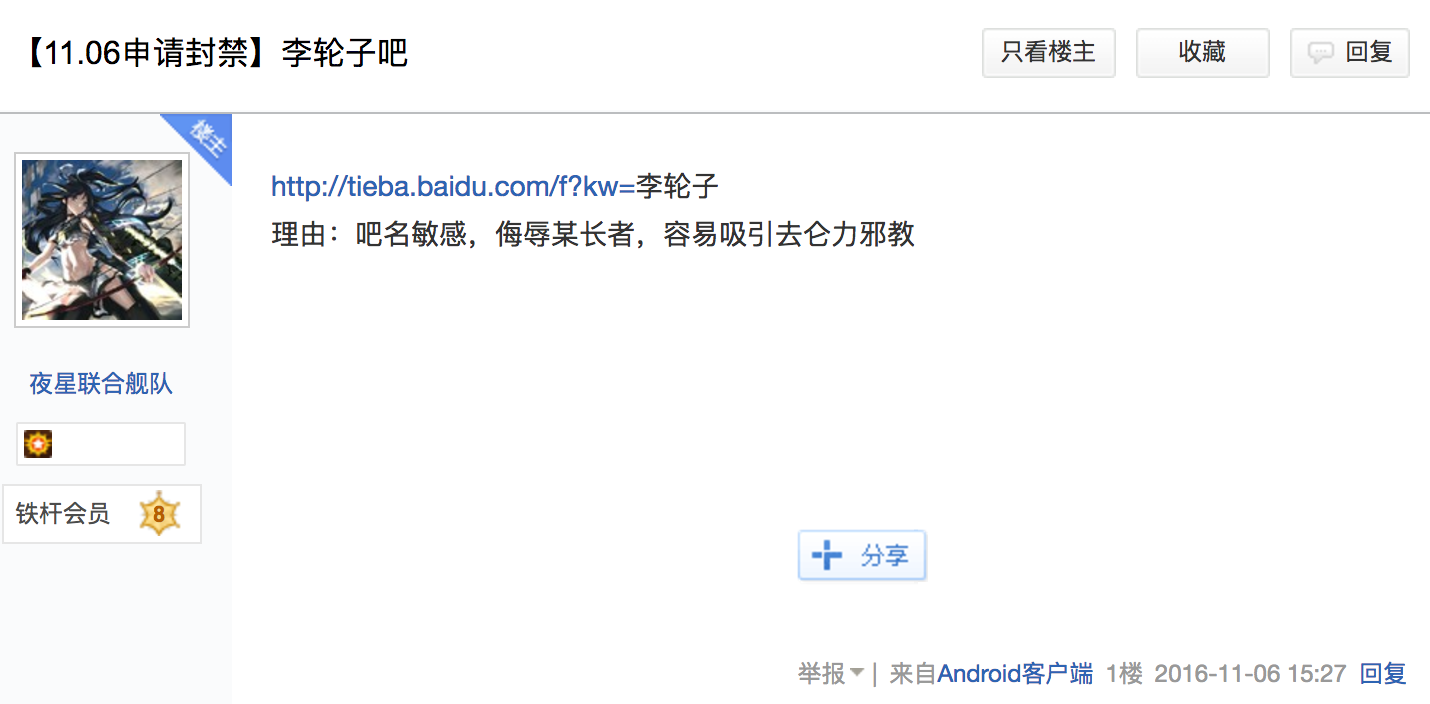 【11.06申请封禁】李轮子吧
只看楼主
收藏
回复
楼主
http://tieba.baidu.com/f?kw=李轮子
理由：吧名敏感，侮辱某长者，容易吸引去仑力邪教
夜星联合舰队
铁杆会员 8
分享
举报 | 来自Android客户端 1楼 2016-11-06 15:27 回复